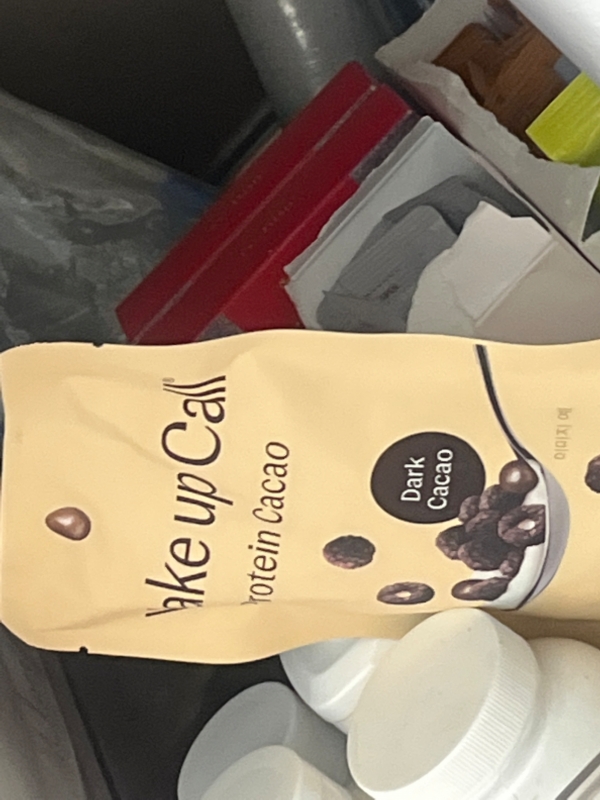 ake up Call®
rotein Cacao
Dark
Cacao